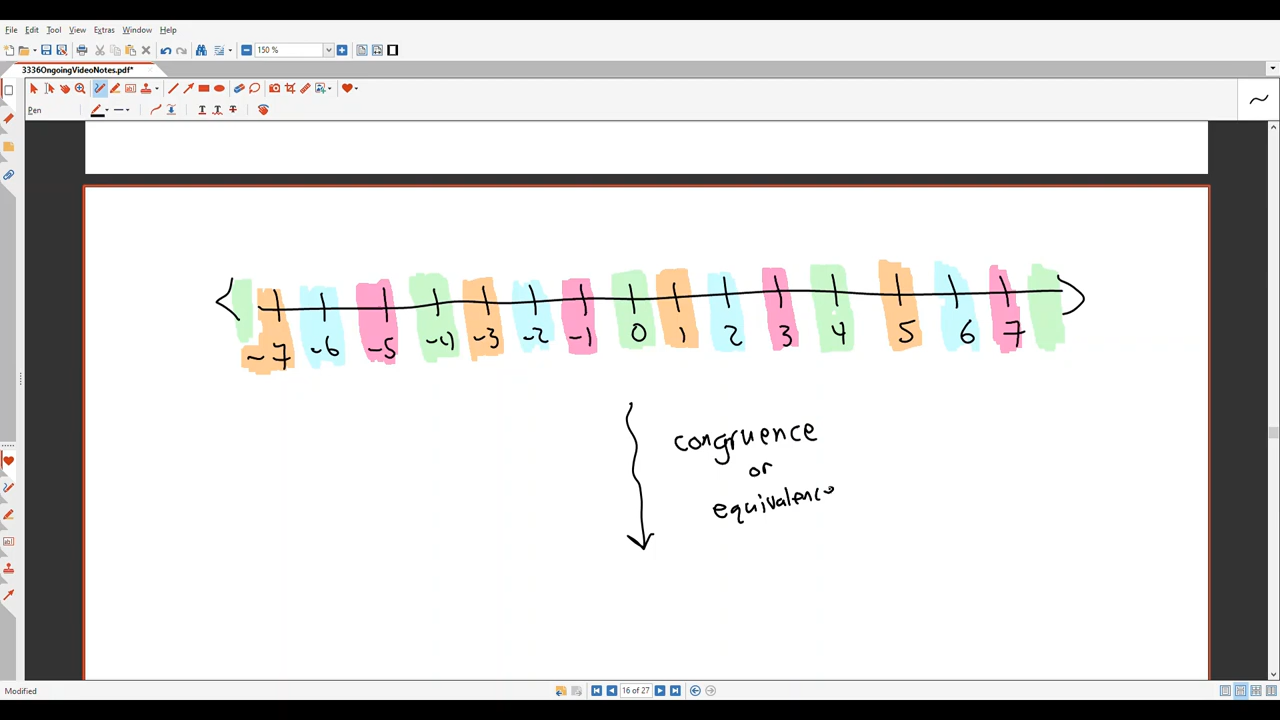 File Edit Tool View Extras Window Help
150 %
3336OngoingVideoNotes.pdf*
Pen
-7 -6 -5 -4 -3 -2 -1 0 1 2 3 4 5 6 7
congruence
or
equivalence
Modified
16 of 27